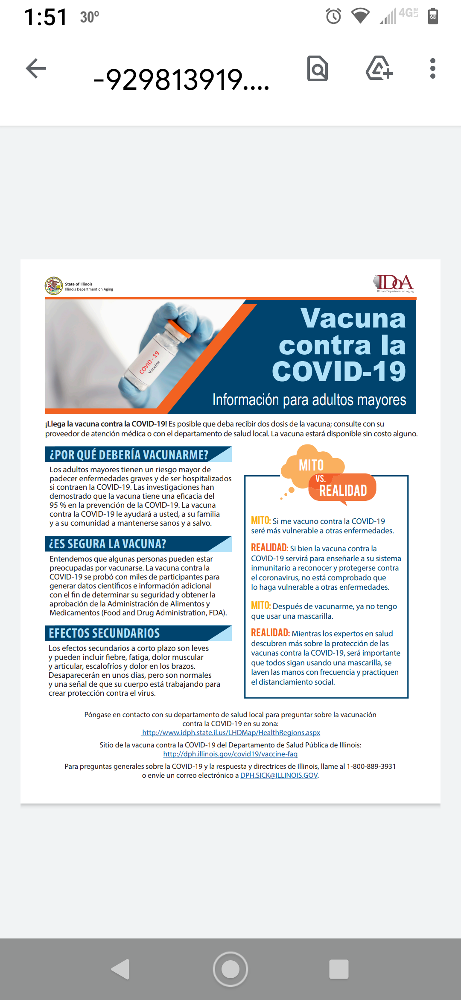 1:51 30°
4G LTE
68
-929813919....
State of Illinois
Illinois Department on Aging
IDoA
Illinois Department on Aging
COVID - 19
Vaccine
Vacuna
contra la
COVID-19
Información para adultos mayores
¡Llega la vacuna contra la COVID-19! Es posible que deba recibir dos dosis de la vacuna; consulte con su
proveedor de atención médica o con el departamento de salud local. La vacuna estará disponible sin costo alguno.
¿POR QUÉ DEBERÍA VACUNARME?
Los adultos mayores tienen un riesgo mayor de
padecer enfermedades graves y de ser hospitalizados
si contraen la COVID-19. Las investigaciones han
demostrado que la vacuna tiene una eficacia del
95 % en la prevención de la COVID-19. La vacuna
contra la COVID-19 le ayudará a usted, a su familia
y a su comunidad a mantenerse sanos y a salvo.
¿ES SEGURA LA VACUNA?
Entendemos que algunas personas pueden estar
preocupadas por vacunarse. La vacuna contra la
COVID-19 se probó con miles de participantes para
generar datos científicos e información adicional
con el fin de determinar su seguridad y obtener la
aprobación de la Administración de Alimentos y
Medicamentos (Food and Drug Administration, FDA).
EFECTOS SECUNDARIOS
Los efectos secundarios a corto plazo son leves
y pueden incluir fiebre, fatiga, dolor muscular
y articular, escalofríos y dolor en los brazos.
Desaparecerán en unos días, pero son normales
y una señal de que su cuerpo está trabajando para
crear protección contra el virus.
MITO
VS.
REALIDAD
MITO: Si me vacuno contra la COVID-19
seré más vulnerable a otras enfermedades.
REALIDAD: Si bien la vacuna contra la
COVID-19 servirá para enseñarle a su sistema
inmunitario a reconocer y protegerse contra
el coronavirus, no está comprobado que
lo haga vulnerable a otras enfermedades.
MITO: Después de vacunarme, ya no tengo
que usar una mascarilla.
REALIDAD: Mientras los expertos en salud
descubren más sobre la protección de las
vacunas contra la COVID-19, será importante
que todos sigan usando una mascarilla, se
laven las manos con frecuencia y practiquen
el distanciamiento social.
Póngase en contacto con su departamento de salud local para preguntar sobre la vacunación
contra la COVID-19 en su zona:
http://www.idph.state.il.us/LHDMap/HealthRegions.aspx
Sitio de la vacuna contra la COVID-19 del Departamento de Salud Pública de Illinois:
http://dph.illinois.gov/covid19/vaccine-faq
Para preguntas generales sobre la COVID-19 y la respuesta y directrices de Illinois, llame al 1-800-889-3931
o envíe un correo electrónico a DPH.SICK@ILLINOIS.GOV.